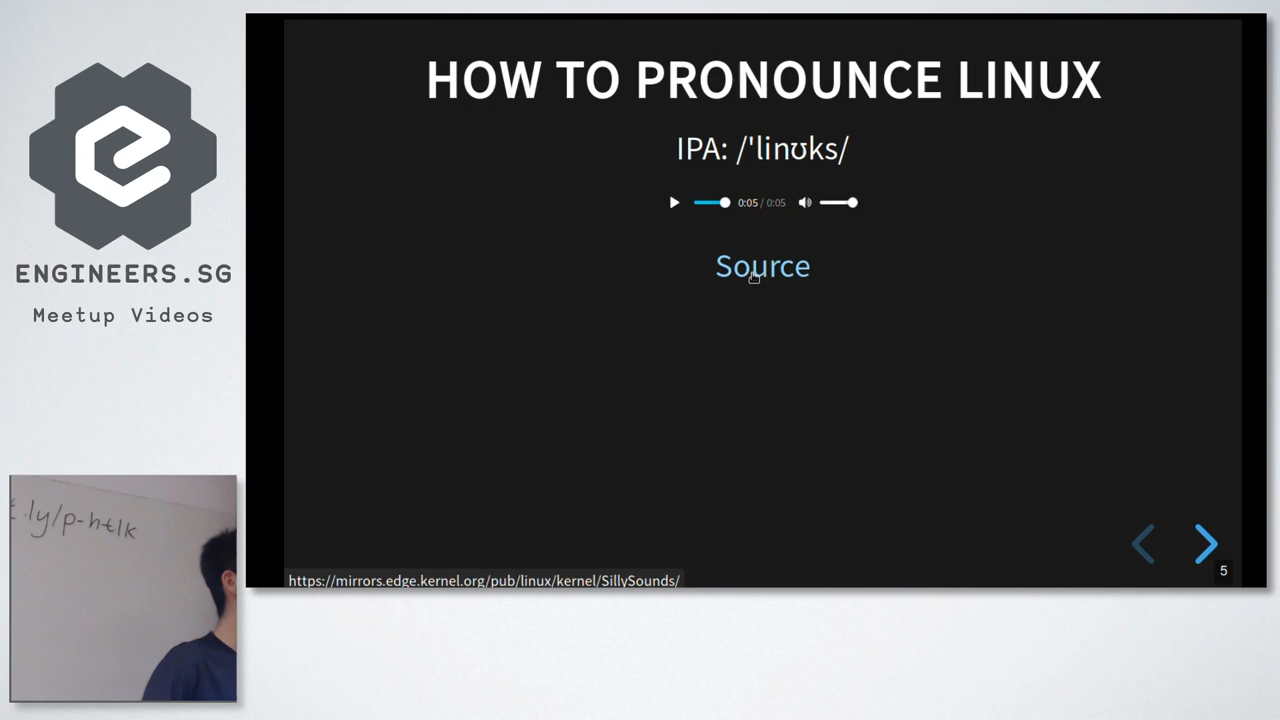 HOW TO PRONOUNCE LINUX
IPA: /'linʊks/
0:05 / 0:05
Source
ENGINEERS.SG
Meetup Videos
.ly/p-htlk
5
https://mirrors.edge.kernel.org/pub/linux/kernel/SillySounds/